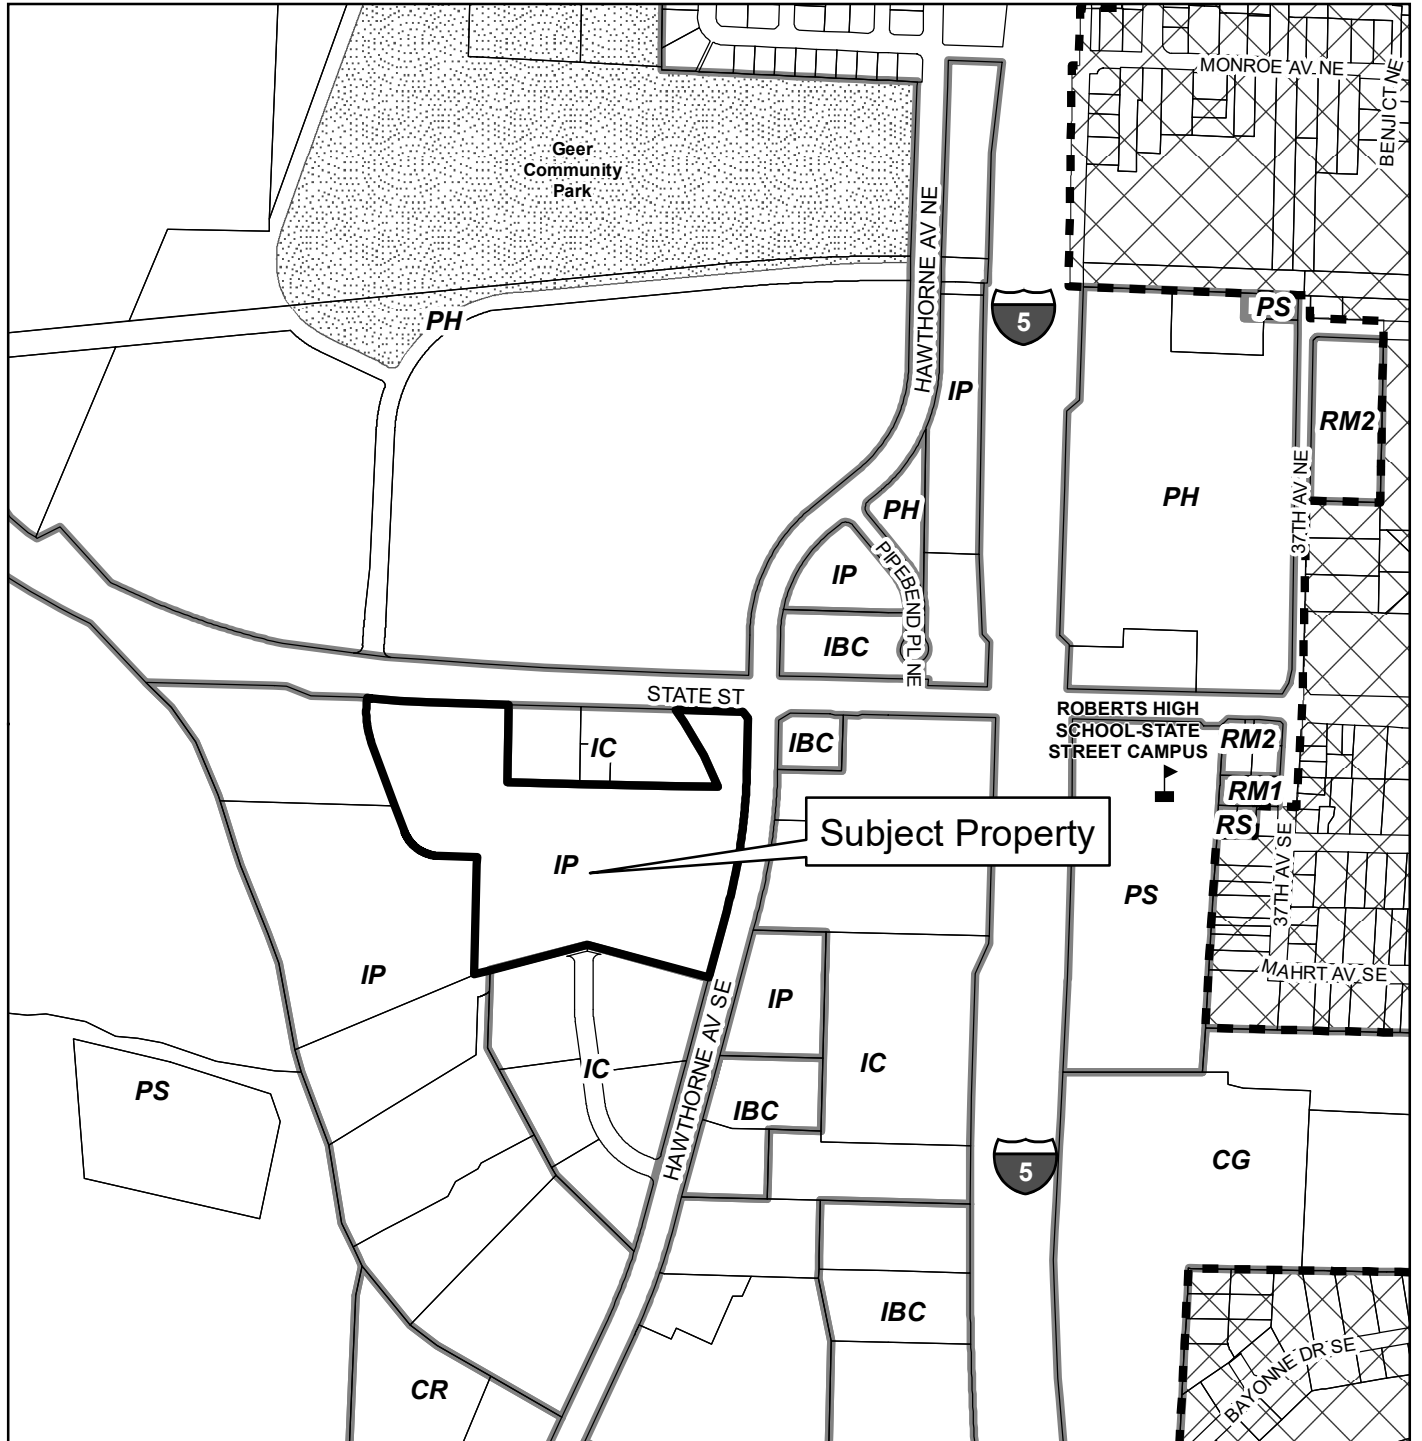 MONROE AV NE
BENJI CT NE
Geer
Community
Park
HAWTHORNE AV NE
PS
5
PH
IP
RM2
37TH AV NE
PH
PH
PIPEBEND PL NE
IP
IBC
STATE ST
ROBERTS HIGH
SCHOOL-STATE
STREET CAMPUS
IC
IBC
RM2
RM1
RS
Subject Property
IP
PS
37TH AV SE
MAHRT AV SE
IP
IP
HAWTHORNE AV SE
IC
IC
PS
IBC
5
CG
IBC
BAYONNE DR SE
CR